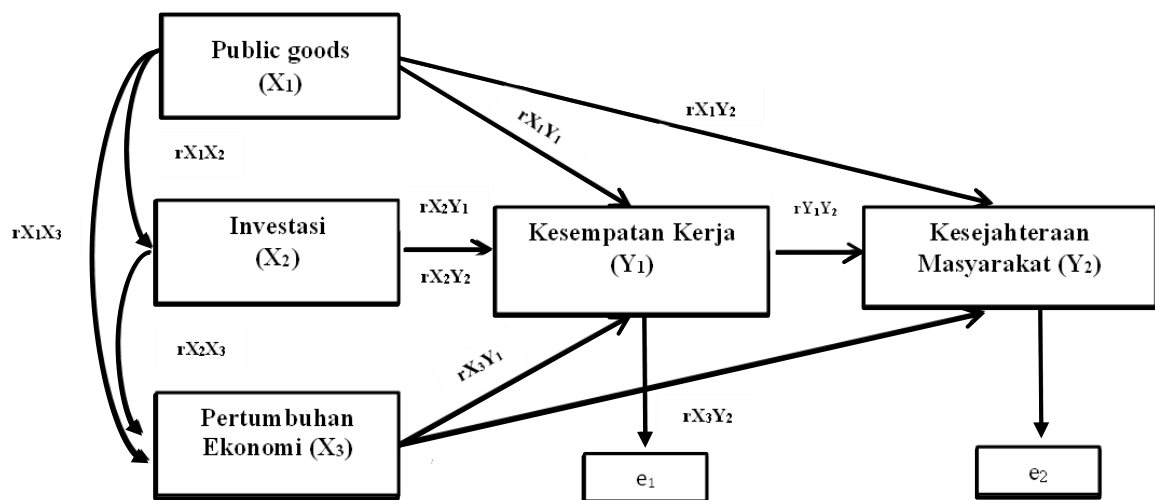 Public goods
(X₁)
rX₁Y₂
rX₁Y₁
rX₁X₂
rX₁X₃
Investasi
(X₂)
rX₂Y₁
rX₂Y₂
Kesempatan Kerja
(Y₁)
rY₁Y₂
Kesejahteraan
Masyarakat (Y₂)
rX₂X₃
rX₃Y₁
rX₃Y₂
Pertumbuhan
Ekonomi (X₃)
e₁
e₂